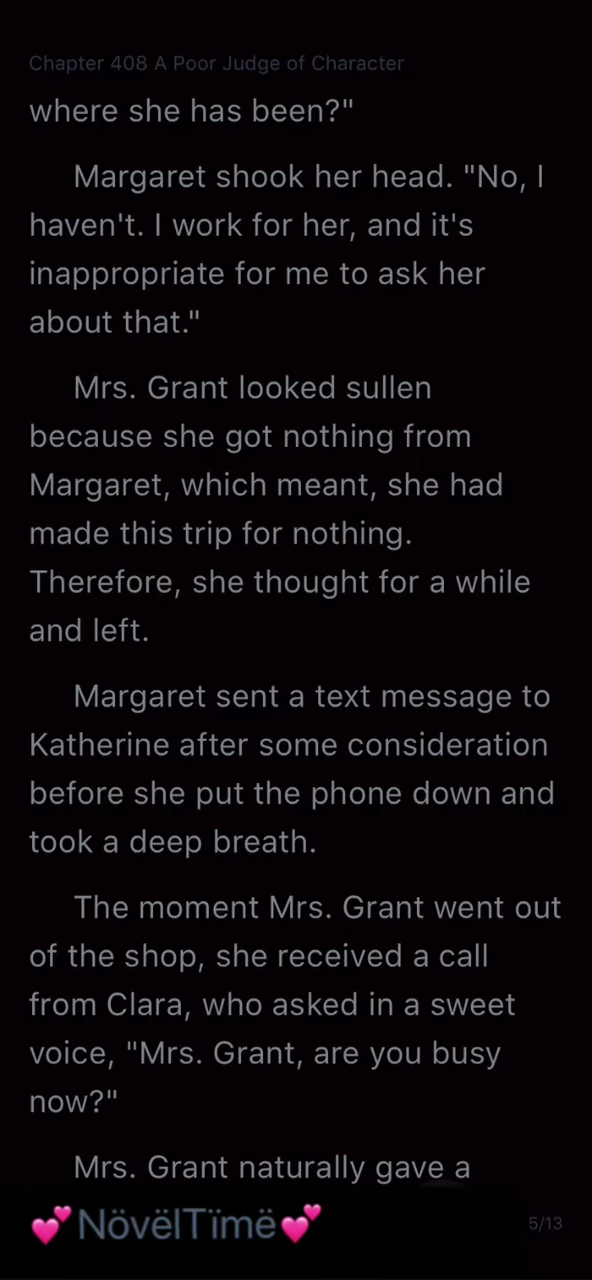 Chapter 408 A Poor Judge of Character
where she has been?"
Margaret shook her head. "No, I
haven't. I work for her, and it's
inappropriate for me to ask her
about that."
Mrs. Grant looked sullen
because she got nothing from
Margaret, which meant, she had
made this trip for nothing.
Therefore, she thought for a while
and left.
Margaret sent a text message to
Katherine after some consideration
before she put the phone down and
took a deep breath.
The moment Mrs. Grant went out
of the shop, she received a call
from Clara, who asked in a sweet
voice, "Mrs. Grant, are you busy
now?"
Mrs. Grant naturally gave a
💕NövëlTïmë💕
5/13